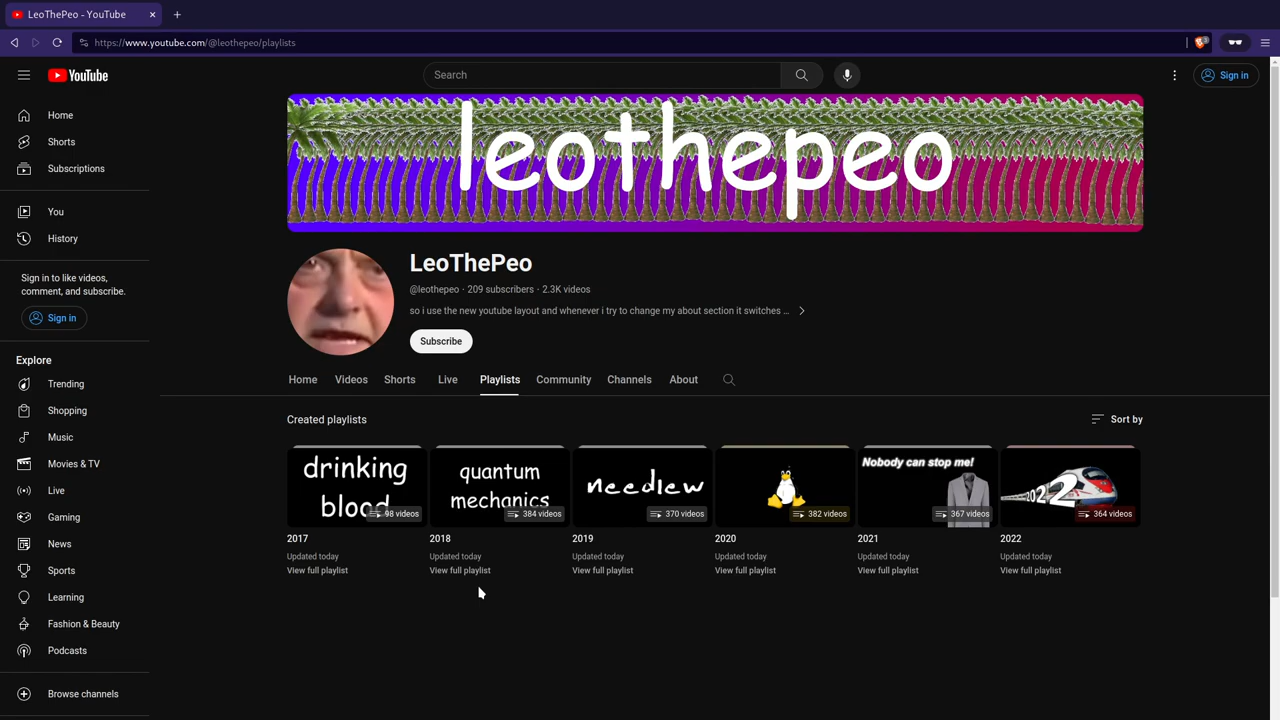 LeoThePeo - YouTube
https://www.youtube.com/@leothepeo/playlists
YouTube
Search
Sign in
Home
Shorts
Subscriptions
You
History
Sign in to like videos,
comment, and subscribe.
Sign in
Explore
Trending
Shopping
Music
Movies & TV
Live
Gaming
News
Sports
Learning
Fashion & Beauty
Podcasts
Browse channels
leothepeo
LeoThePeo
@leothepeo · 209 subscribers · 2.3K videos
so i use the new youtube layout and whenever i try to change my about section it switches ...
Subscribe
Home Videos Shorts Live Playlists Community Channels About
Created playlists
Sort by
drinking
blood
98 videos
2017
Updated today
View full playlist
quantum
mechanics
384 videos
2018
Updated today
View full playlist
needlew
370 videos
2019
Updated today
View full playlist
382 videos
2020
Updated today
View full playlist
Nobody can stop me!
367 videos
2021
Updated today
View full playlist
2022
364 videos
2022
Updated today
View full playlist